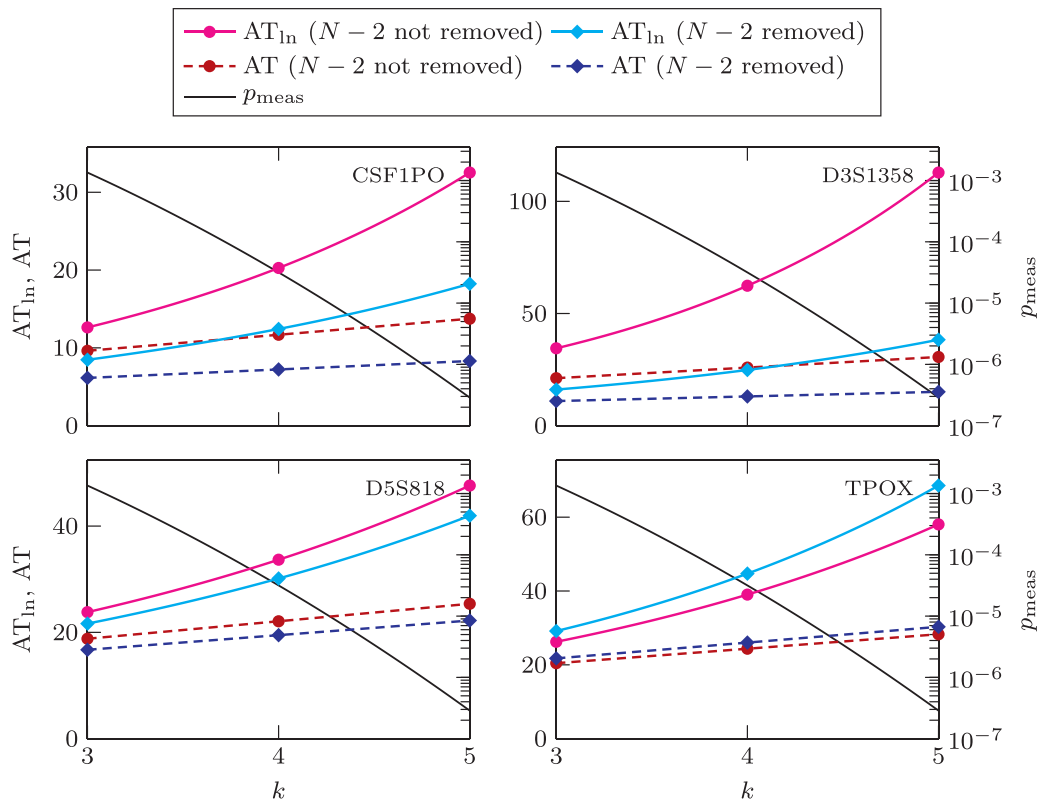 AT_ln (N − 2 not removed) AT_ln (N − 2 removed)
AT (N − 2 not removed) AT (N − 2 removed)
p_meas
CSF1PO
30
20
10
0
3
4
5
AT_ln, AT
D3S1358
100
50
0
10^−3
10^−4
10^−5
10^−6
10^−7
p_meas
D5S818
40
20
0
3
4
5
AT_ln, AT
k
TPOX
60
40
20
0
3
4
5
10^−3
10^−4
10^−5
10^−6
10^−7
p_meas
k